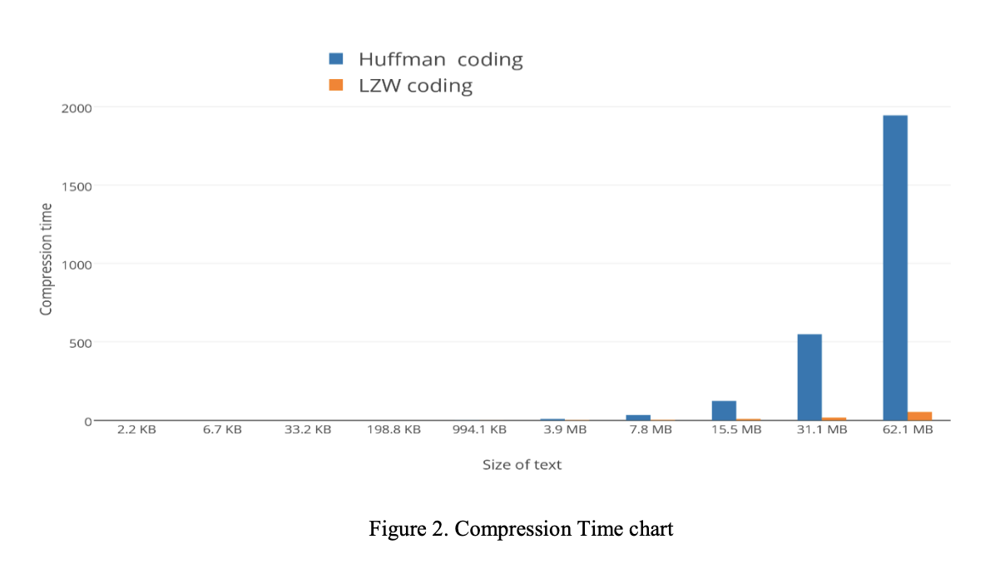 Huffman  coding
LZW coding
2000
1500
1000
500
0
Compression time
2.2 KB 6.7 KB 33.2 KB 198.8 KB 994.1 KB 3.9 MB 7.8 MB 15.5 MB 31.1 MB 62.1 MB
Size of text
Figure 2. Compression Time chart